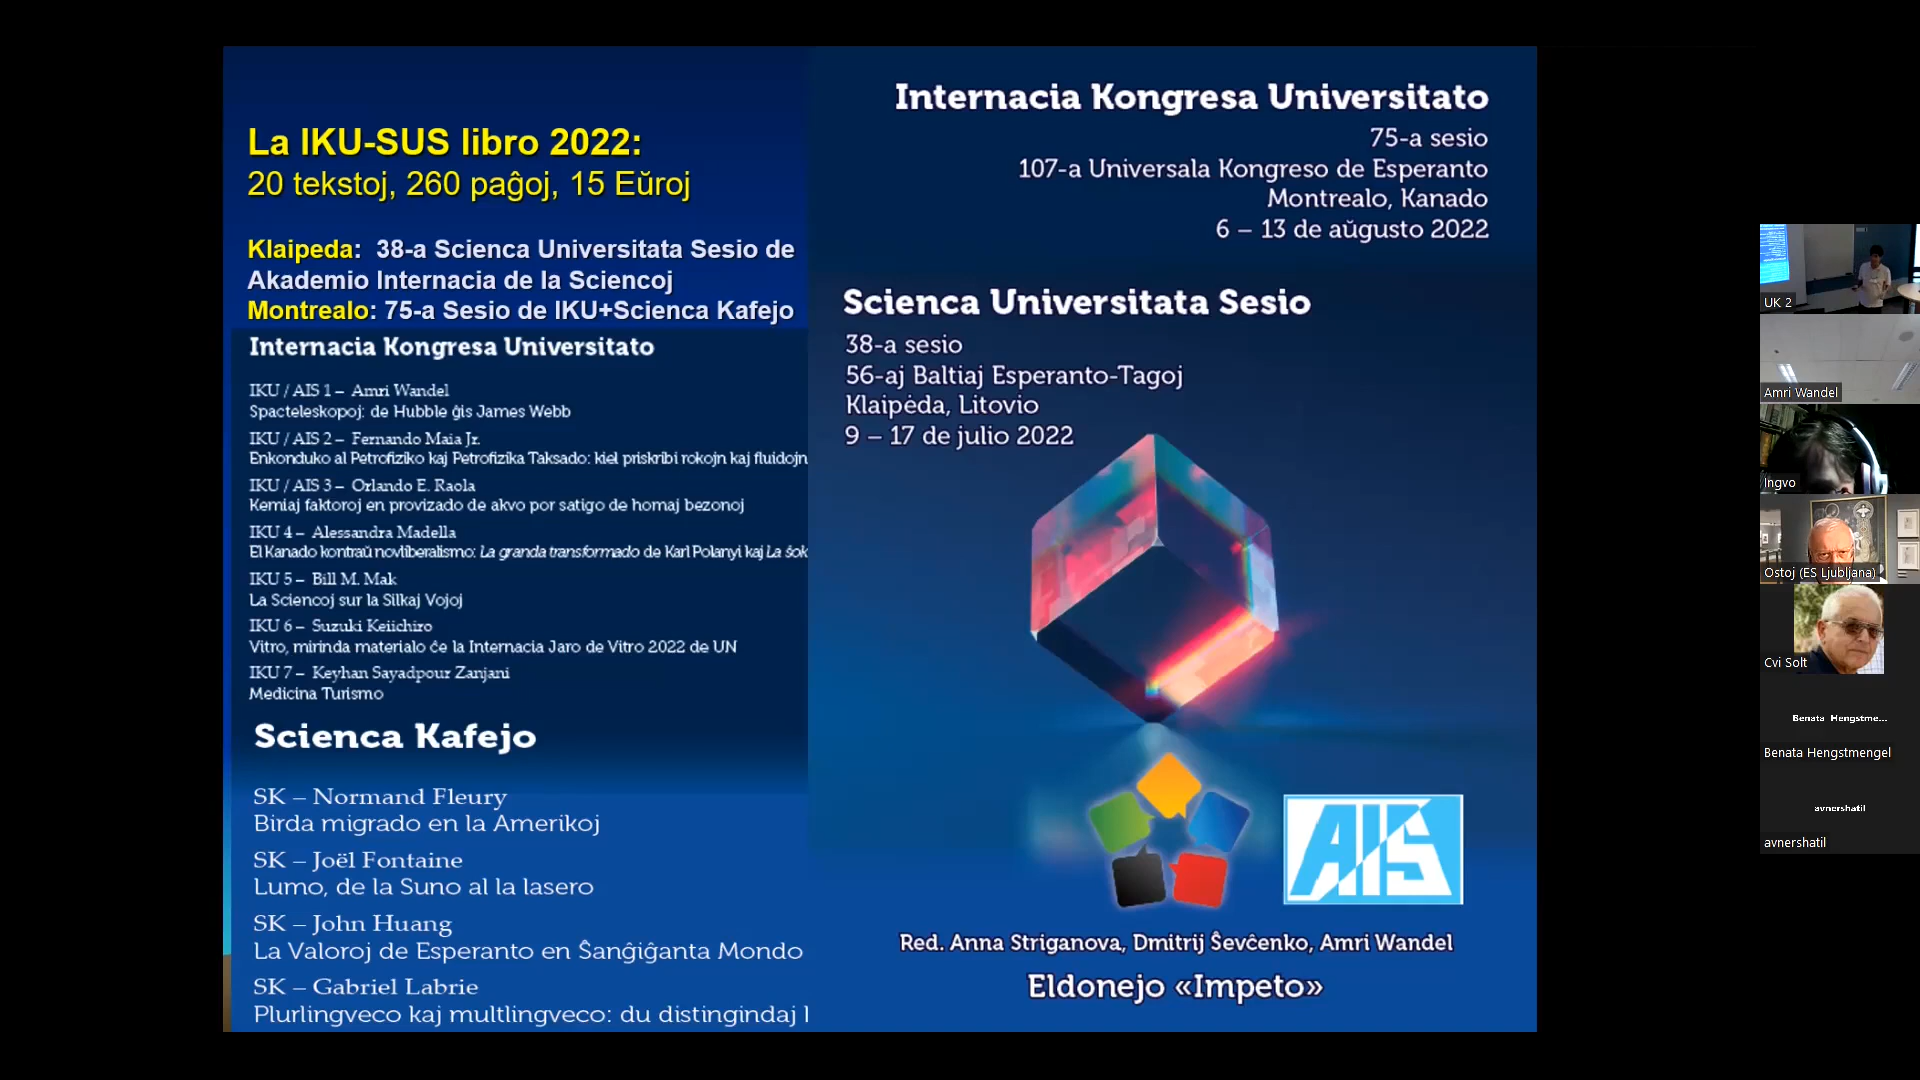 La IKU-SUS libro 2022:
20 tekstoj, 260 paĝoj, 15 Eŭroj
Klaipeda: 38-a Scienca Universitata Sesio de
Akademio Internacia de la Sciencoj
Montrealo: 75-a Sesio de IKU+Scienca Kafejo
Internacia Kongresa Universitato
IKU / AIS 1 – Amri Wandel
Spacteleskopoj: de Hubble ĝis James Webb
IKU / AIS 2 – Fernando Maia Jr.
Enkonduko al Petrofiziko kaj Petrofizika Taksado: kiel priskribi rokojn kaj fluidojn
IKU / AIS 3 – Orlando E. Raola
Kemiaj faktoroj en provizado de akvo por satigo de homaj bezonoj
IKU 4 – Alessandra Madella
El Kanado kontraŭ novliberalismo: La granda transformado de Karl Polanyi kaj La ŝok
IKU 5 – Bill M. Mak
La Sciencoj sur la Silkaj Vojoj
IKU 6 – Suzuki Keiichiro
Vitro, mirinda materialo ĉe la Internacia Jaro de Vitro 2022 de UN
IKU 7 – Keyhan Sayadpour Zanjani
Medicina Turismo
Scienca Kafejo
SK – Normand Fleury
Birda migrado en la Amerikoj
SK – Joël Fontaine
Lumo, de la Suno al la lasero
SK – John Huang
La Valoroj de Esperanto en Ŝanĝiĝanta Mondo
SK – Gabriel Labrie
Plurlingveco kaj multlingveco: du distingindaj
Internacia Kongresa Universitato
75-a sesio
107-a Universala Kongreso de Esperanto
Montrealo, Kanado
6 – 13 de aŭgusto 2022
Scienca Universitata Sesio
38-a sesio
56-aj Baltiaj Esperanto-Tagoj
Klaipėda, Litovio
9 – 17 de julio 2022
AIS
Red. Anna Striganova, Dmitrij Ŝevĉenko, Amri Wandel
Eldonejo «Impeto»
UK 2
Amri Wandel
Ingvo
Ostoj (ES Ljubljana)
Cvi Solt
Benata Hengstme...
Benata Hengstmengel
avnershatil
avnershatil